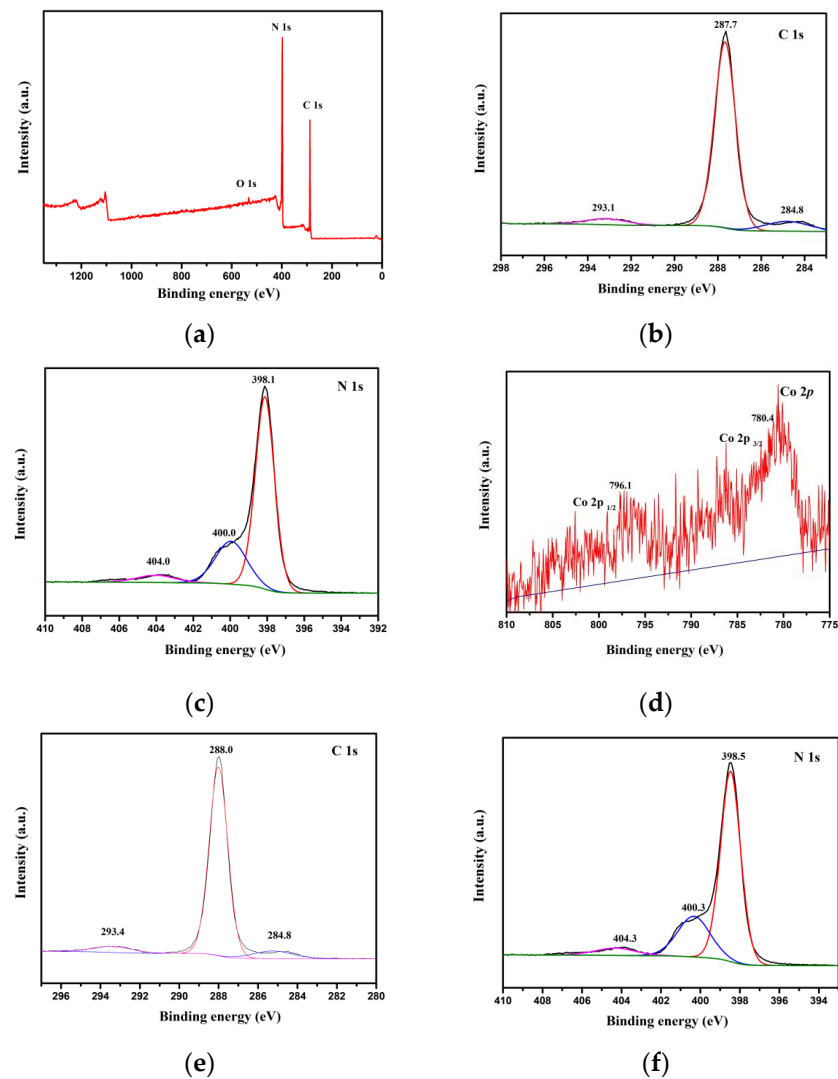 N 1s
C 1s
O 1s
Intensity (a.u.)
1200 1000 800 600 400 200 0
Binding energy (eV)
(a)
287.7
C 1s
293.1
284.8
Intensity (a.u.)
298 296 294 292 290 288 286 284
Binding energy (eV)
(b)
398.1
N 1s
400.0
404.0
Intensity (a.u.)
410 408 406 404 402 400 398 396 394 392
Binding energy (eV)
(c)
Co 2p
780.4
Co 2p 3/2
796.1
Co 2p 1/2
Intensity (a.u.)
810 805 800 795 790 785 780 775
Binding energy (eV)
(d)
288.0
C 1s
293.4
284.8
Intensity (a.u.)
296 294 292 290 288 286 284 282 280
Binding energy (eV)
(e)
398.5
N 1s
400.3
404.3
Intensity (a.u.)
410 408 406 404 402 400 398 396 394
Binding energy (eV)
(f)